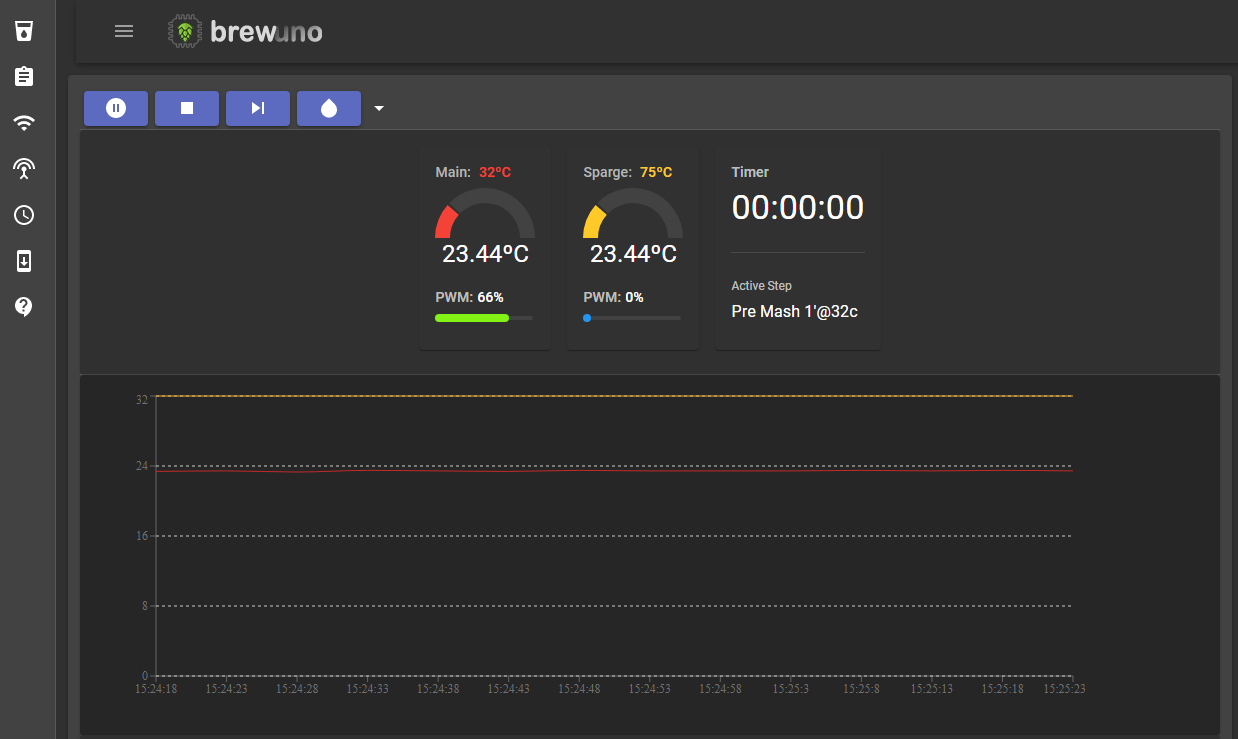 brewuno
Main: 32ºC
23.44ºC
PWM: 66%
Sparge: 75ºC
23.44ºC
PWM: 0%
Timer
00:00:00
Active Step
Pre Mash 1'@32c
32
24
16
8
0
15:24:18 15:24:23 15:24:28 15:24:33 15:24:38 15:24:43 15:24:48 15:24:53 15:24:58 15:25:3 15:25:8 15:25:13 15:25:18 15:25:23